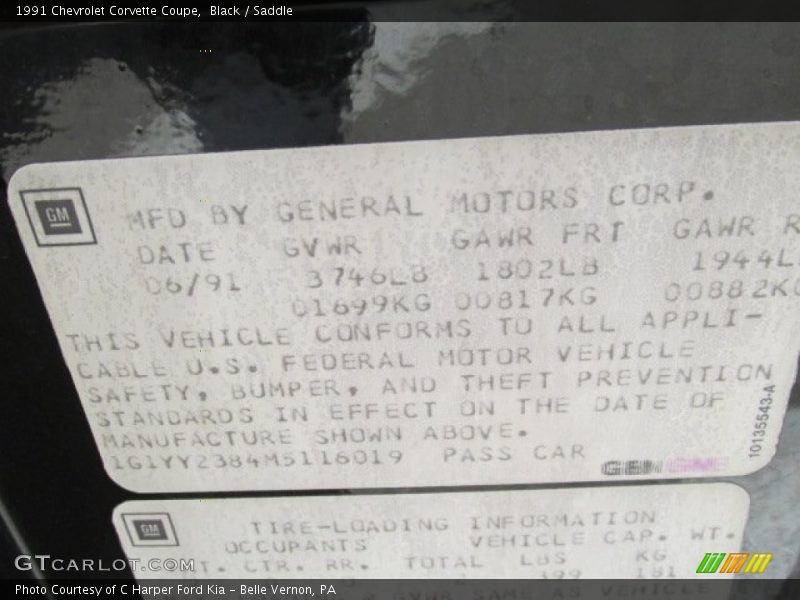 1991 Chevrolet Corvette Coupe, Black / Saddle
GM
MFD BY GENERAL MOTORS CORP.
DATE GVWR GAWR FRT GAWR R
06/91 3746LB 1802LB 1944L
01699KG 00817KG 00882KG
THIS VEHICLE CONFORMS TO ALL APPLI-
CABLE U.S. FEDERAL MOTOR VEHICLE
SAFETY, BUMPER, AND THEFT PREVENTION
STANDARDS IN EFFECT ON THE DATE OF
MANUFACTURE SHOWN ABOVE.
1G1YY2384M5116019 PASS CAR
10135543-A
GM
TIRE-LOADING INFORMATION
OCCUPANTS VEHICLE CAP. WT.
CTR. RR. TOTAL LBS KG
399 181
GTCARLOT.COM
Photo Courtesy of C Harper Ford Kia – Belle Vernon, PA